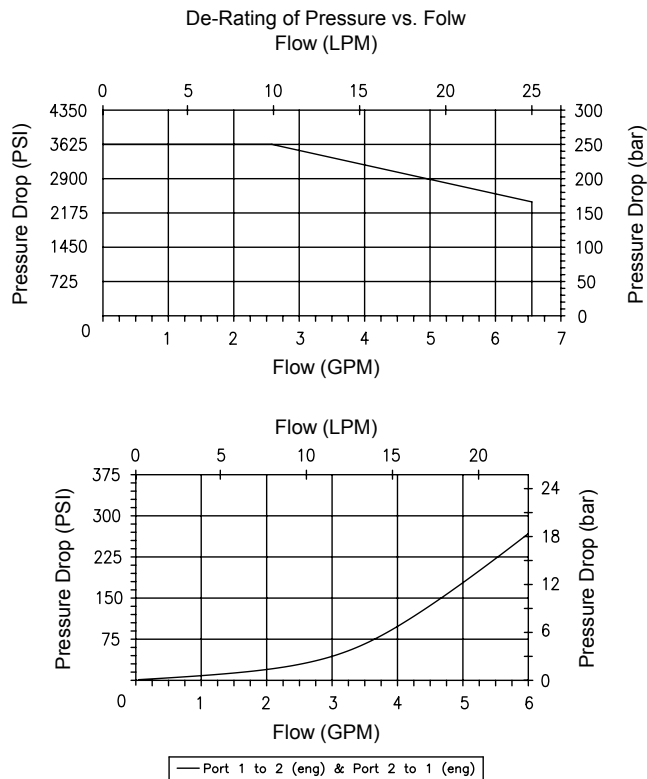 De-Rating of Pressure vs. Folw
Flow (LPM)
0 5 10 15 20 25
4350 300
3625 250
2900 200
2175 150
1450 100
725 50
0 0
Pressure Drop (PSI)
Pressure Drop (bar)
1 2 3 4 5 6 7
Flow (GPM)
Flow (LPM)
0 5 10 15 20
375
24
300
18
225
12
150
6
75
0 0
Pressure Drop (PSI)
Pressure Drop (bar)
1 2 3 4 5 6
Flow (GPM)
Port 1 to 2 (eng) & Port 2 to 1 (eng)